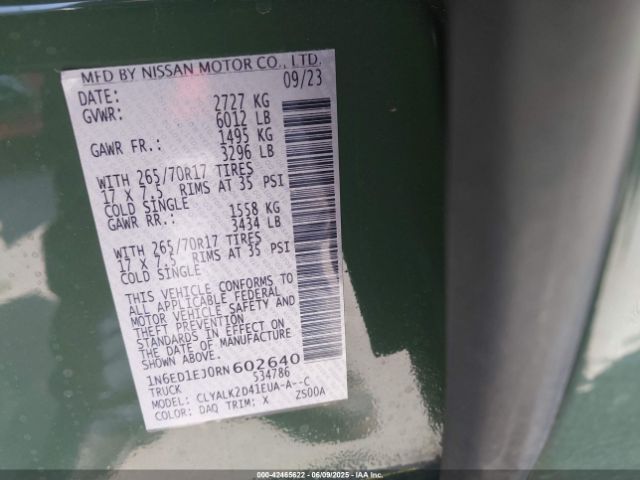 MFD BY NISSAN MOTOR CO., LTD.
DATE: 09/23
GVWR: 2727 KG
6012 LB
GAWR FR.: 1495 KG
3296 LB
WITH 265/70R17 TIRES
17 X 7.5 RIMS AT 35 PSI
COLD SINGLE
GAWR RR.: 1558 KG
3434 LB
WITH 265/70R17 TIRES
17 X 7.5 RIMS AT 35 PSI
COLD SINGLE
THIS VEHICLE CONFORMS TO
ALL APPLICABLE FEDERAL
MOTOR VEHICLE SAFETY AND
THEFT PREVENTION
STANDARDS IN EFFECT ON
THE DATE OF MANUFACTURE
SHOWN ABOVE.
1N6ED1EJ0RN602640
TRUCK 534786
MODEL: CLYALK2D41EUA-A--C
COLOR: DAQ TRIM: X ZS00A
000-42465622 - 06/09/2025 - IAAI.COM